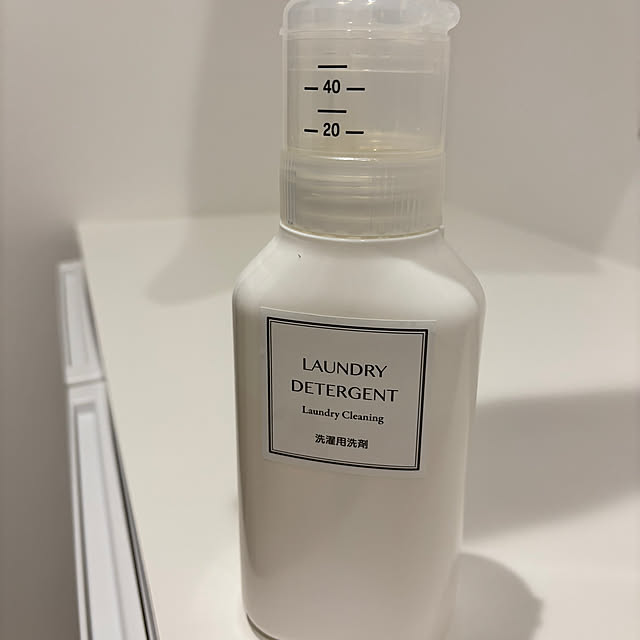 40
20
LAUNDRY
DETERGENT
Laundry Cleaning
洗濯用洗剤